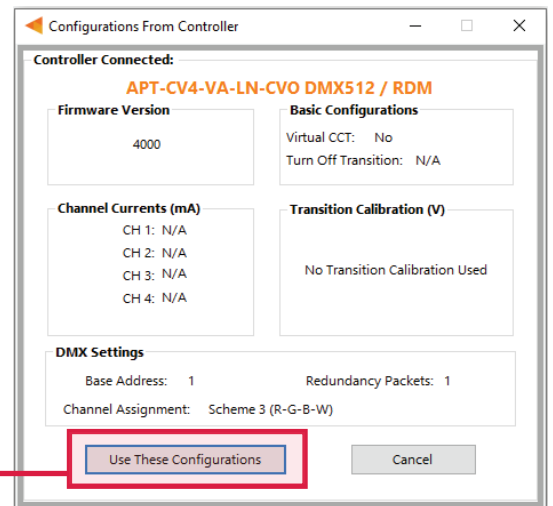 Configurations From Controller
Controller Connected:
APT-CV4-VA-LN-CVO DMX512 / RDM
Firmware Version
4000
Basic Configurations
Virtual CCT: No
Turn Off Transition: N/A
Channel Currents (mA)
CH 1: N/A
CH 2: N/A
CH 3: N/A
CH 4: N/A
Transition Calibration (V)
No Transition Calibration Used
DMX Settings
Base Address: 1 Redundancy Packets: 1
Channel Assignment: Scheme 3 (R-G-B-W)
Use These Configurations Cancel